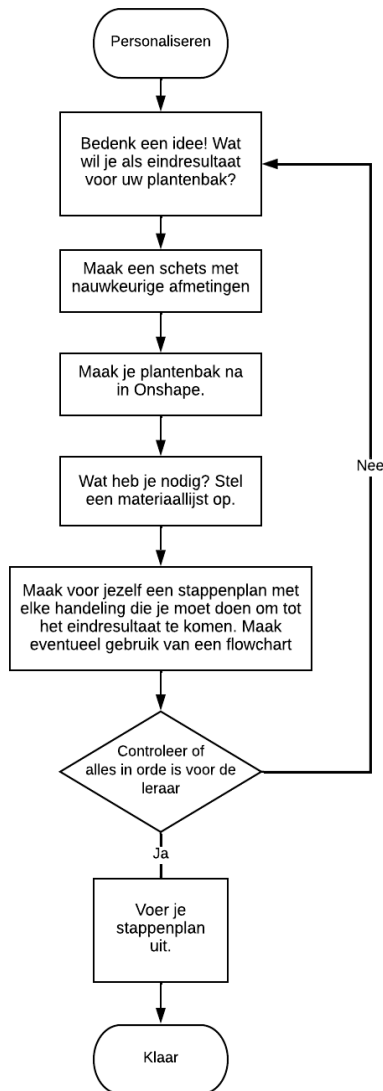 Personaliseren
Bedenk een idee! Wat
wil je als eindresultaat
voor uw plantenbak?
Maak een schets met
nauwkeurige afmetingen
Maak je plantenbak na
in Onshape.
Wat heb je nodig? Stel
een materiaallijst op.
Nee
Maak voor jezelf een stappenplan met
elke handeling die je moet doen om tot
het eindresultaat te komen. Maak
eventueel gebruik van een flowchart
Controleer of
alles in orde is voor de
leraar
Ja
Voer je
stappenplan
uit.
Klaar